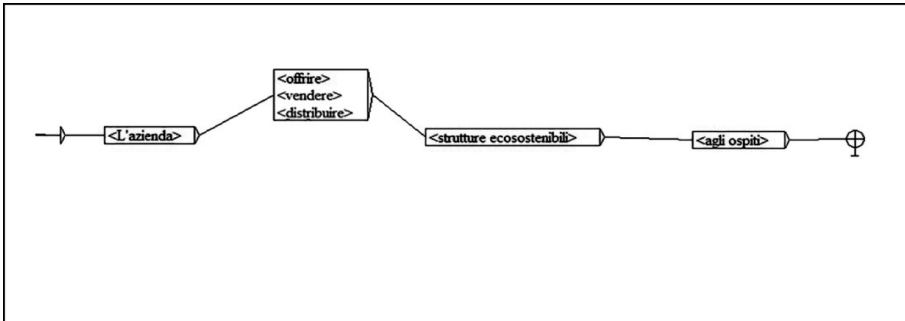 <L'azienda>
<offrire>
<vendere>
<distribuire>
<strutture ecosostenibili>
<agli ospiti>